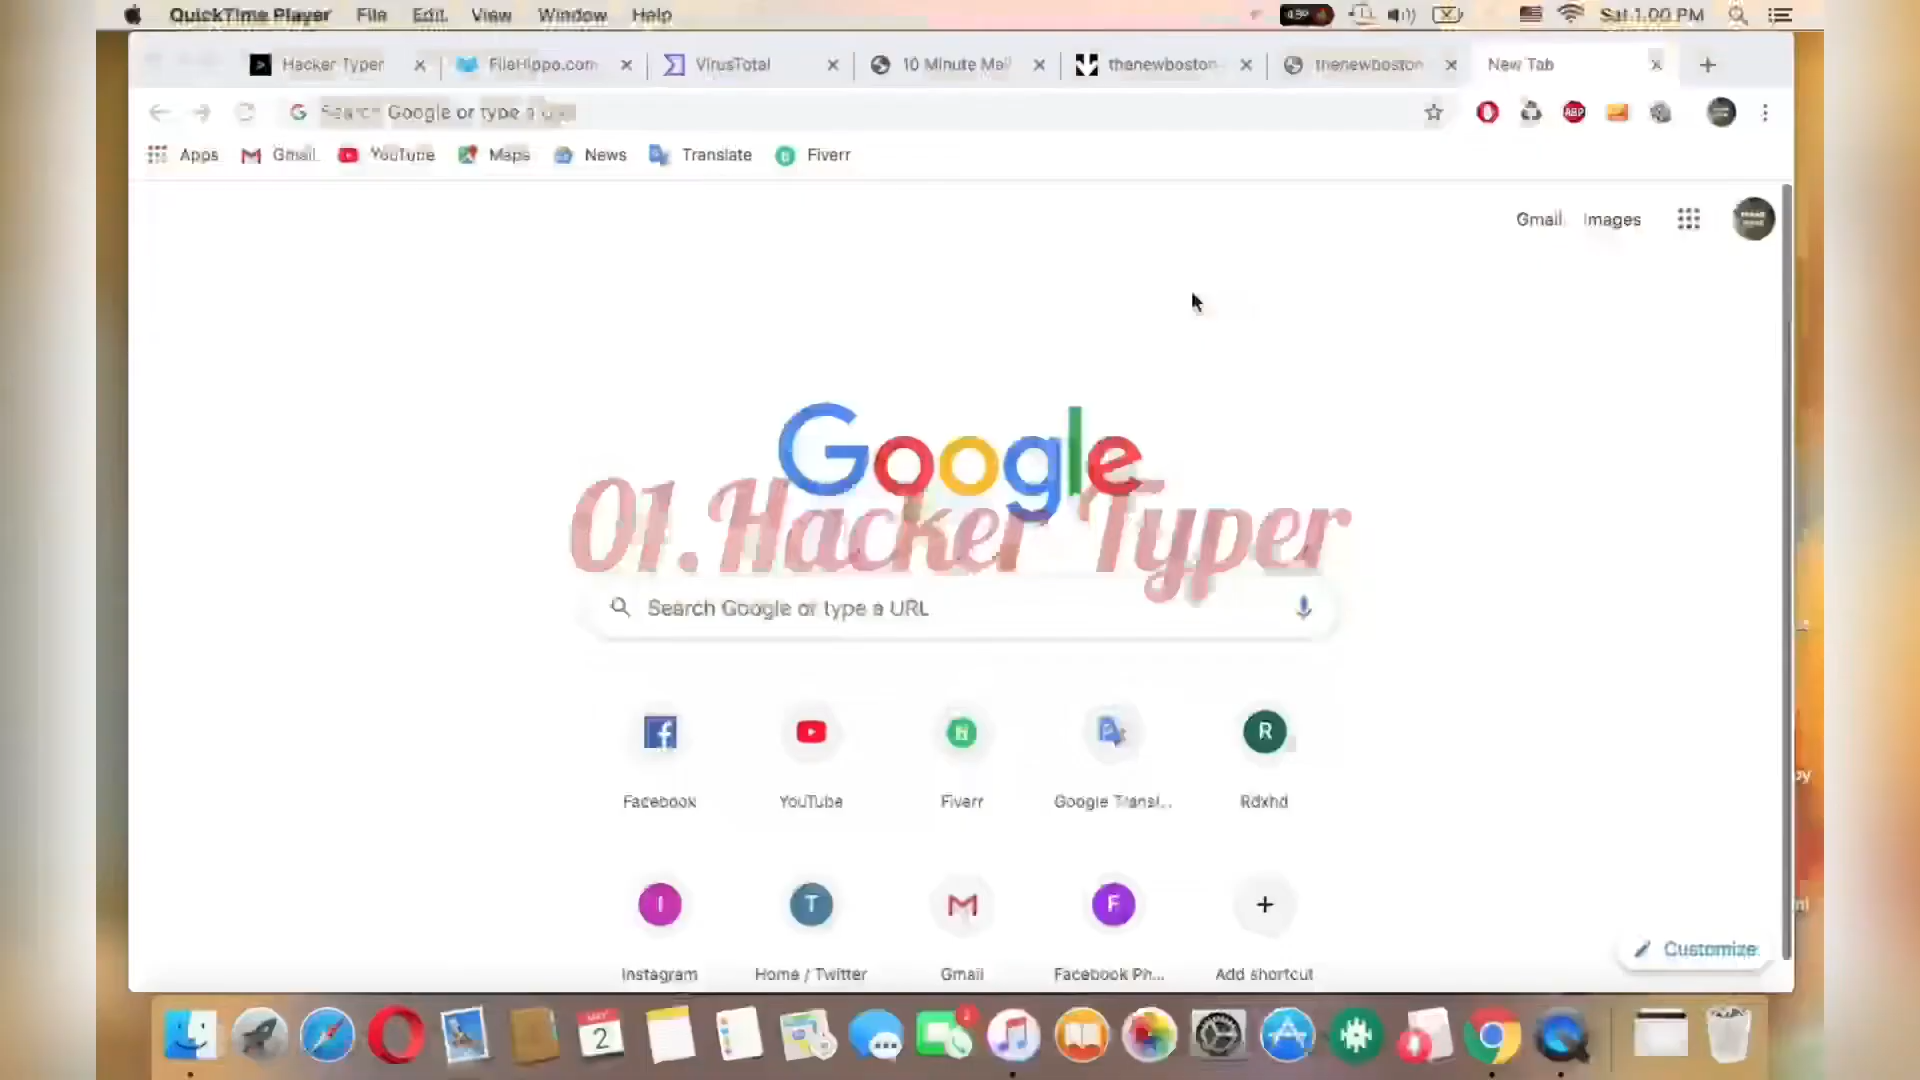 QuickTime Player File Edit View Window Help Sat 1:00 PM
Hacker Typer FileHippo.com VirusTotal 10 Minute Mail thenewboston thenewboston New Tab
Search Google or type a URL
Apps Gmail YouTube Maps News Translate Fiverr
Gmail Images
Google
01.Hacker Typer
Search Google or type a URL
Facebook YouTube Fiverr Google Transl... Rdxhd
Instagram Home / Twitter Gmail Facebook Ph... Add shortcut
Customize